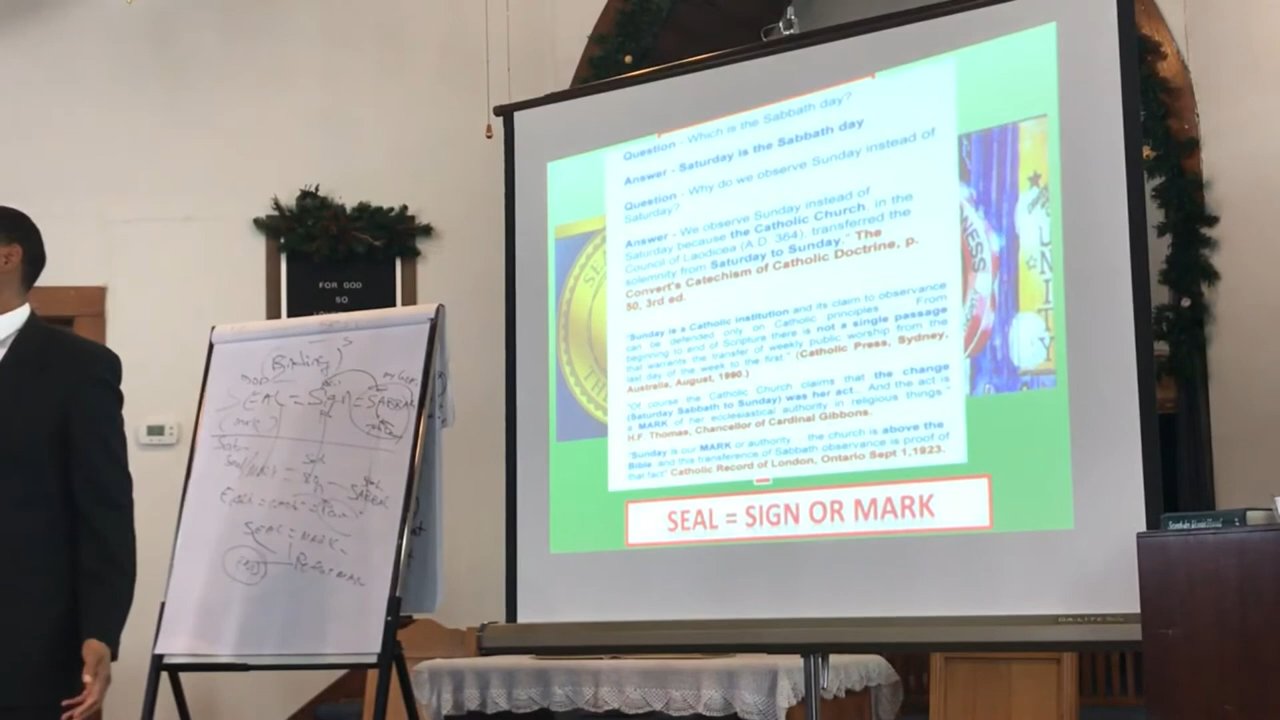 Question - Which is the Sabbath day?
Answer - Saturday is the Sabbath day
Question - Why do we observe Sunday instead of
Saturday?
Answer - We observe Sunday instead of
Saturday because the Catholic Church, in the
Council of Laodicea (A.D. 364), transferred the
solemnity from Saturday to Sunday." The
Convert's Catechism of Catholic Doctrine, p.
50, 3rd ed.
"Sunday is a Catholic institution and its claim to observance
can be defended only on Catholic principles From
beginning to end of Scripture there is not a single passage
that warrants the transfer of weekly public worship from the
last day of the week to the first." (Catholic Press, Sydney,
Australia, August, 1990.)
"Of course the Catholic Church claims that the change
(Saturday Sabbath to Sunday) was her act... And the act is
a MARK of her ecclesiastical authority in religious things"
H.F. Thomas, Chancellor of Cardinal Gibbons.
"Sunday is our MARK or authority the church is above the
Bible and this transference of Sabbath observance is proof of
that fact" Catholic Record of London, Ontario Sept 1, 1923.
SEAL = SIGN OR MARK
UNITY
FOR GOD
SO
SEAL = SIGN = SABBATH
SEAL = MARK
DA-LITE